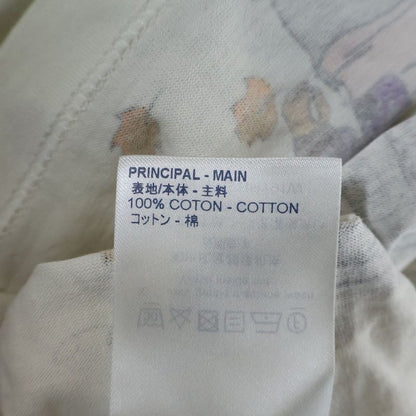 PRINCIPAL - MAIN
表地/本体 - 主料
100% COTON - COTTON
コットン - 棉